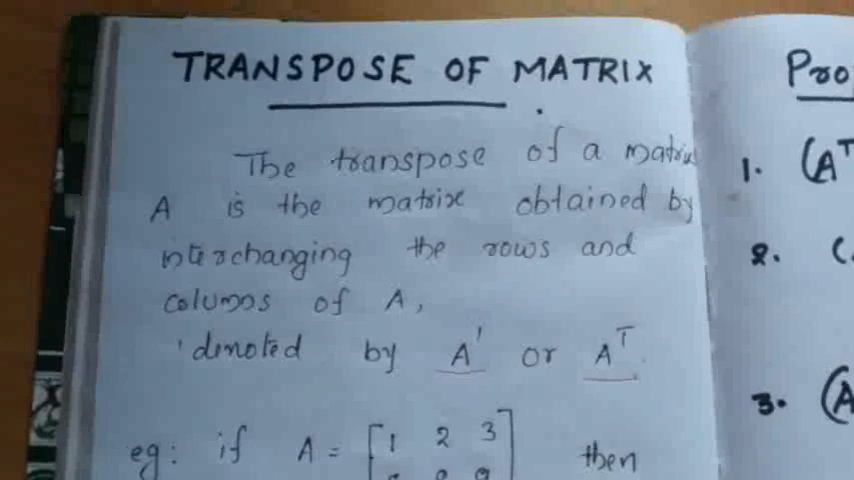 TRANSPOSE OF MATRIX
The transpose of a matrix
A is the matrix obtained by
interchanging the rows and
columns of A,
denoted by A' or Aᵀ
eg: if A = [1 2 3] then
Pro
1. (Aᵀ
2. (
3. (A